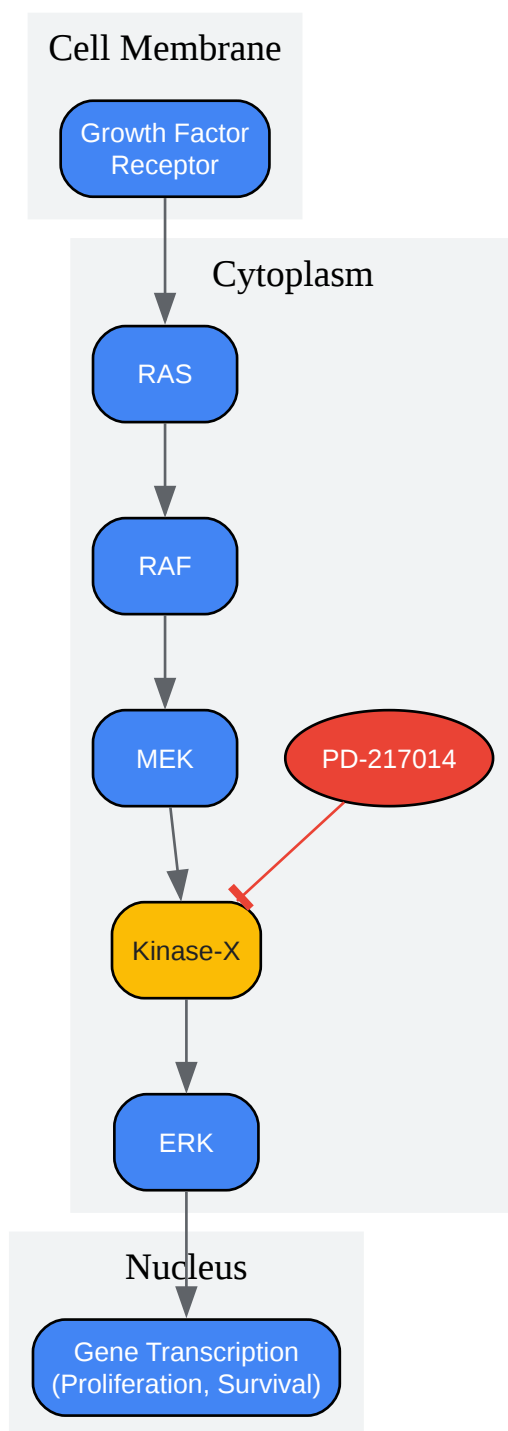 Cell Membrane
Growth Factor
Receptor
Cytoplasm
RAS
RAF
MEK
PD-217014
Kinase-X
ERK
Nucleus
Gene Transcription
(Proliferation, Survival)